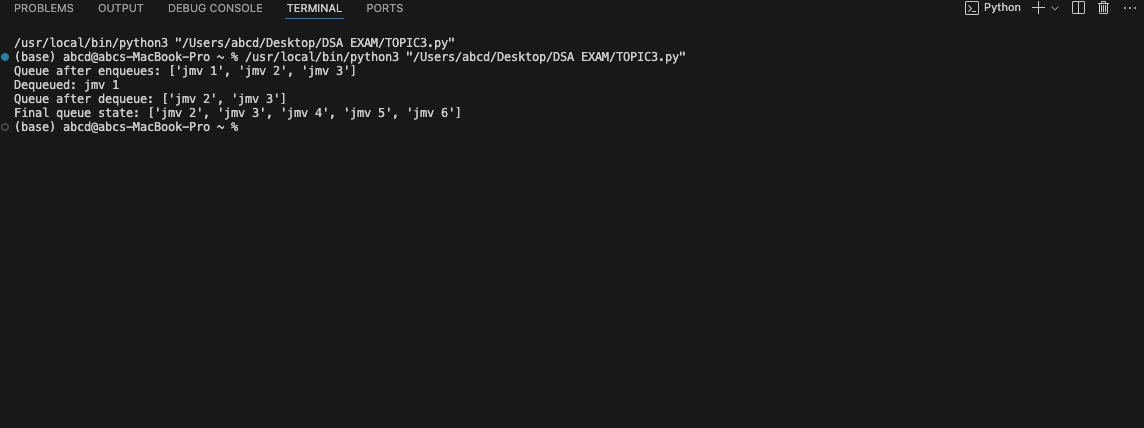 PROBLEMS OUTPUT DEBUG CONSOLE TERMINAL PORTS Python
/usr/local/bin/python3 "/Users/abcd/Desktop/DSA EXAM/TOPIC3.py"
(base) abcd@abcs-MacBook-Pro ~ % /usr/local/bin/python3 "/Users/abcd/Desktop/DSA EXAM/TOPIC3.py"
Queue after enqueues: ['jmv 1', 'jmv 2', 'jmv 3']
Dequeued: jmv 1
Queue after dequeue: ['jmv 2', 'jmv 3']
Final queue state: ['jmv 2', 'jmv 3', 'jmv 4', 'jmv 5', 'jmv 6']
(base) abcd@abcs-MacBook-Pro ~ %